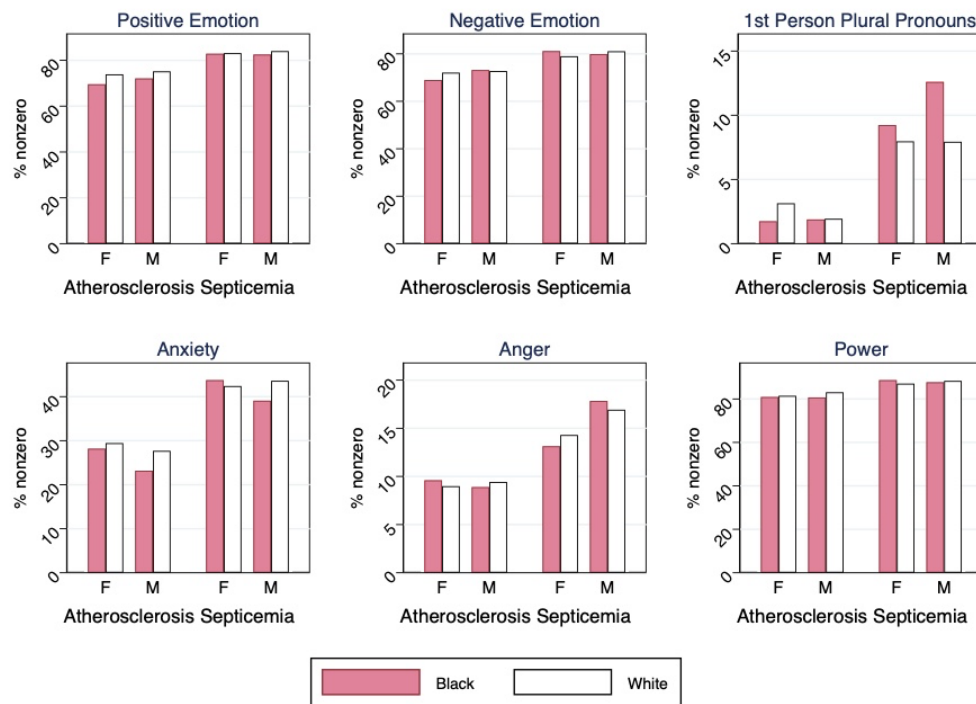 Positive Emotion
% nonzero
0 20 40 60 80
F M F M
Atherosclerosis Septicemia
Negative Emotion
% nonzero
0 20 40 60 80
F M F M
Atherosclerosis Septicemia
1st Person Plural Pronouns
% nonzero
0 5 10 15
F M F M
Atherosclerosis Septicemia
Anxiety
% nonzero
0 10 20 30 40
F M F M
Atherosclerosis Septicemia
Anger
% nonzero
0 5 10 15 20
F M F M
Atherosclerosis Septicemia
Power
% nonzero
0 20 40 60 80
F M F M
Atherosclerosis Septicemia
Black White